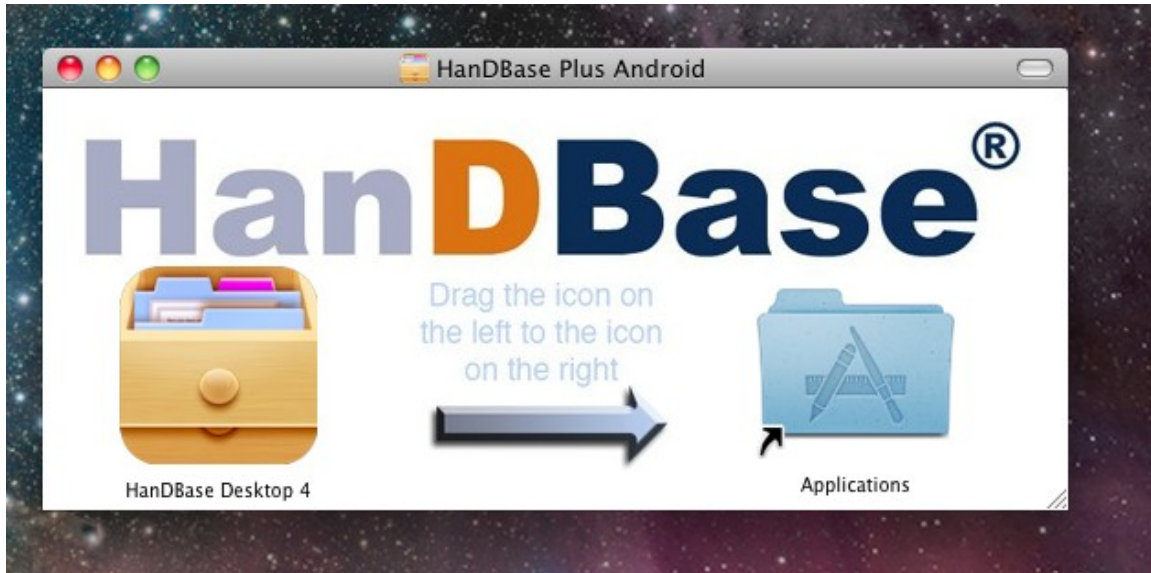 HanDBase Plus Android
HanDBase®
Drag the icon on
the left to the icon
on the right
HanDBase Desktop 4
Applications